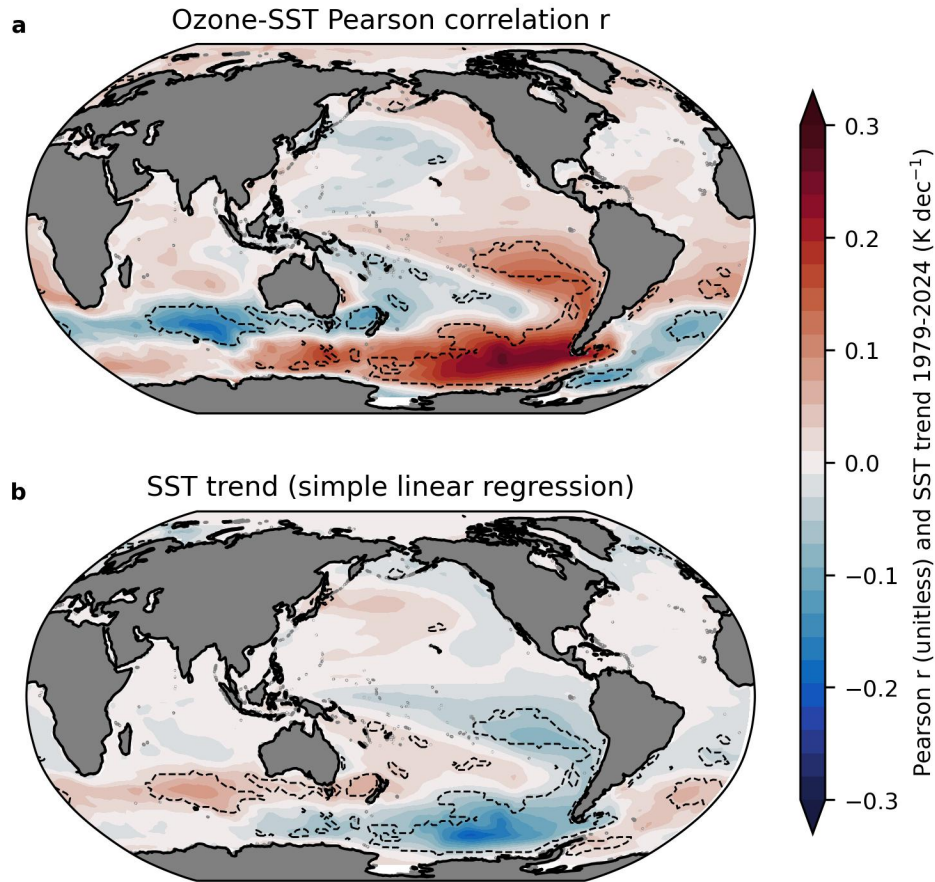 a
Ozone-SST Pearson correlation r
b
SST trend (simple linear regression)
0.3
0.2
0.1
0.0
−0.1
−0.2
−0.3
Pearson r (unitless) and SST trend 1979-2024 (K dec⁻¹)